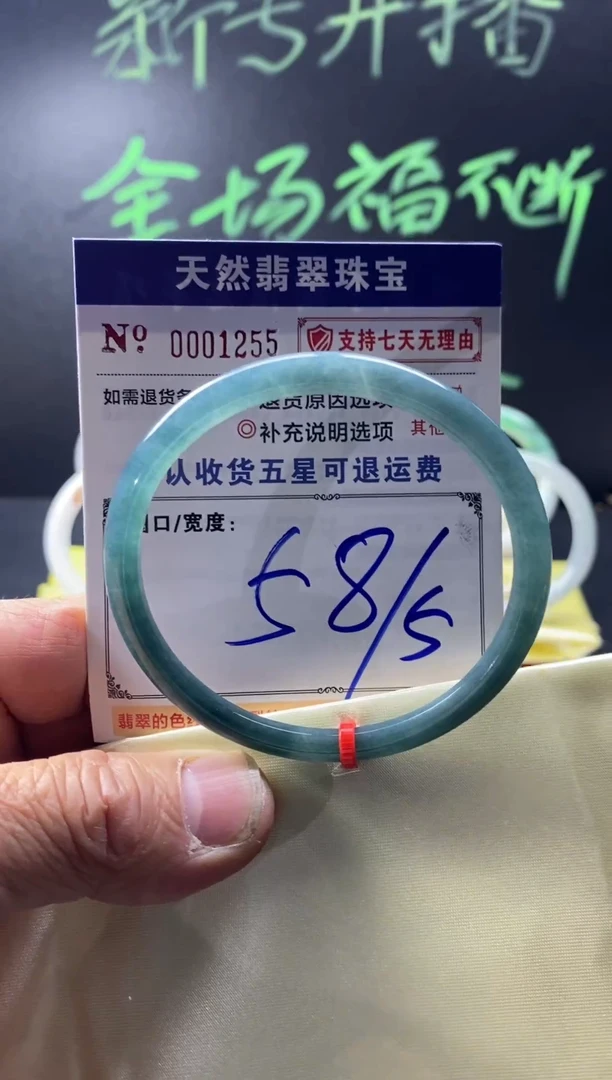 新号开播
全场福不断
天然翡翠珠宝
Nº 0001255 支持七天无理由
如需退货 退货原因选
◎补充说明选项 其他
认收货五星可退运费
口/宽度：
58/5
翡翠的色